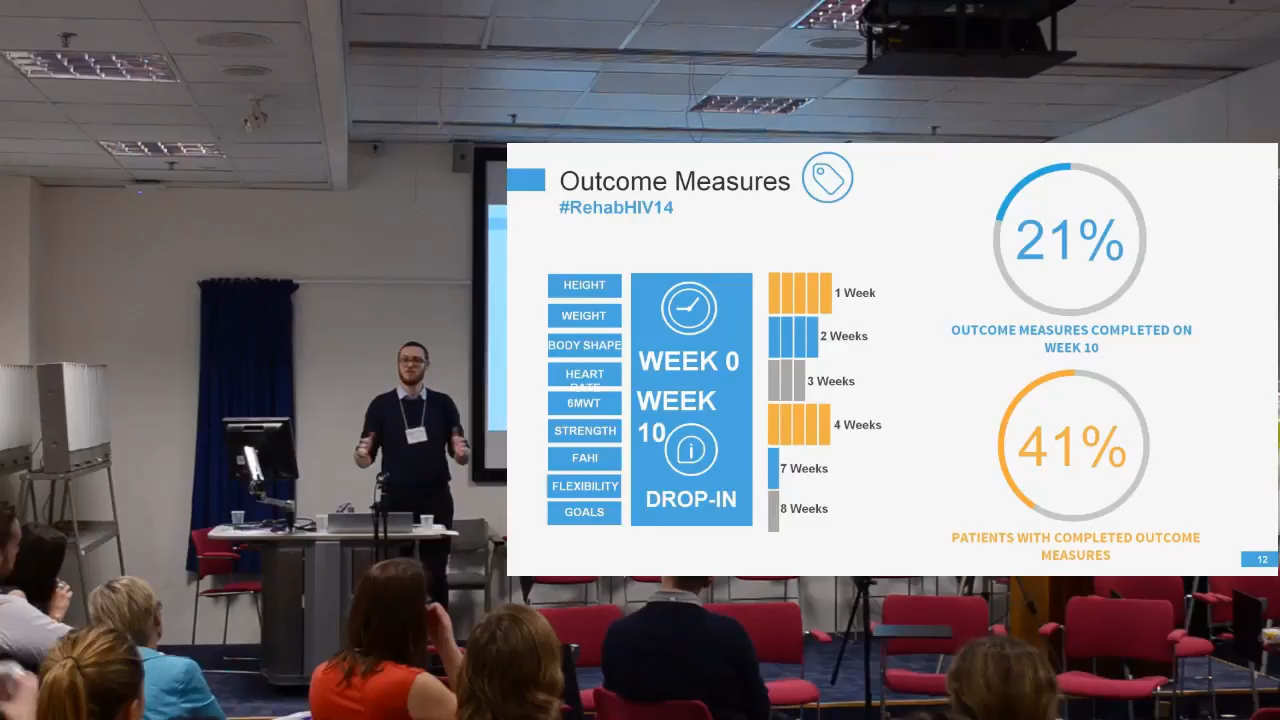 Outcome Measures
#RehabHIV14
HEIGHT
WEIGHT
BODY SHAPE
HEART
RATE
6MWT
STRENGTH
FAHI
FLEXIBILITY
GOALS
WEEK 0
WEEK
10
DROP-IN
1 Week
2 Weeks
3 Weeks
4 Weeks
7 Weeks
8 Weeks
21%
OUTCOME MEASURES COMPLETED ON
WEEK 10
41%
PATIENTS WITH COMPLETED OUTCOME
MEASURES
12